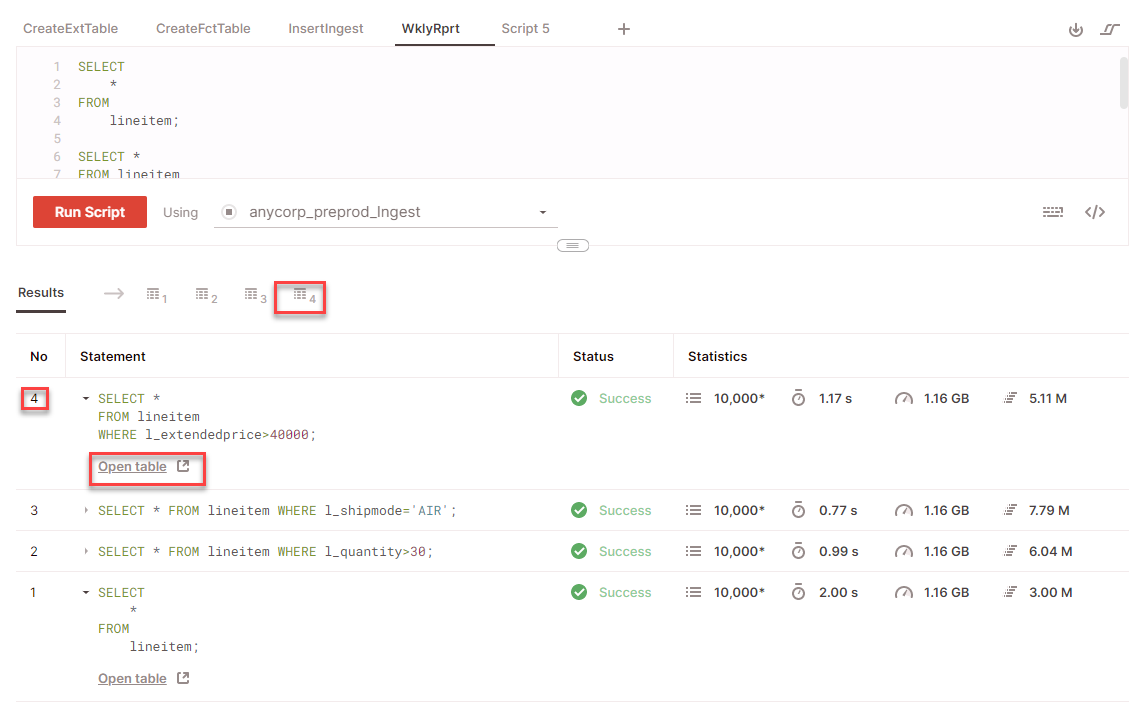 CreateExtTable CreateFctTable InsertIngest WklyRprt Script 5 +
1 SELECT
2 *
3 FROM
4 lineitem;
5
6 SELECT *
7 FROM lineitem
Run Script Using anycorp_preprod_Ingest </>
Results 1 2 3 4
No Statement Status Statistics
4 SELECT * Success 10,000* 1.17 s 1.16 GB 5.11 M
FROM lineitem
WHERE l_extendedprice>40000;
Open table
3 SELECT * FROM lineitem WHERE l_shipmode='AIR'; Success 10,000* 0.77 s 1.16 GB 7.79 M
2 SELECT * FROM lineitem WHERE l_quantity>30; Success 10,000* 0.99 s 1.16 GB 6.04 M
1 SELECT Success 10,000* 2.00 s 1.16 GB 3.00 M
*
FROM
lineitem;
Open table